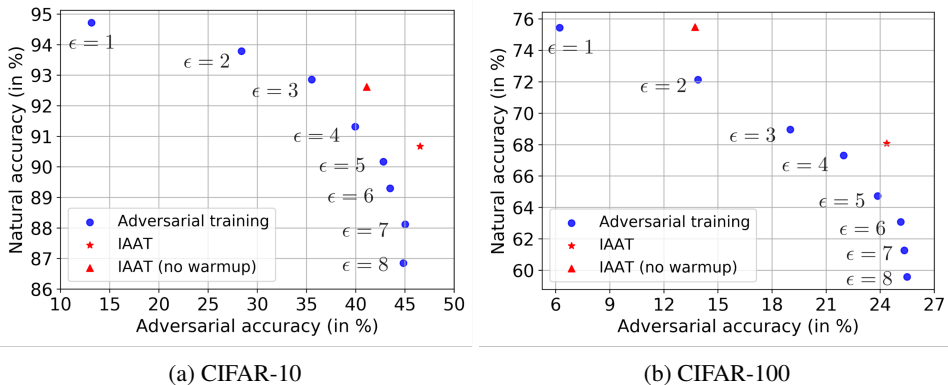 95
94
93
92
91
90
89
88
87
86
10 15 20 25 30 35 40 45 50
Natural accuracy (in %)
Adversarial accuracy (in %)
ϵ = 1
ϵ = 2
ϵ = 3
ϵ = 4
ϵ = 5
ϵ = 6
ϵ = 7
ϵ = 8
Adversarial training
IAAT
IAAT (no warmup)
(a) CIFAR-10
76
72
68
64
60
6 9 12 15 18 21 24 27
Natural accuracy (in %)
Adversarial accuracy (in %)
ϵ = 1
ϵ = 2
ϵ = 3
ϵ = 4
ϵ = 5
ϵ = 6
ϵ = 7
ϵ = 8
Adversarial training
IAAT
IAAT (no warmup)
(b) CIFAR-100